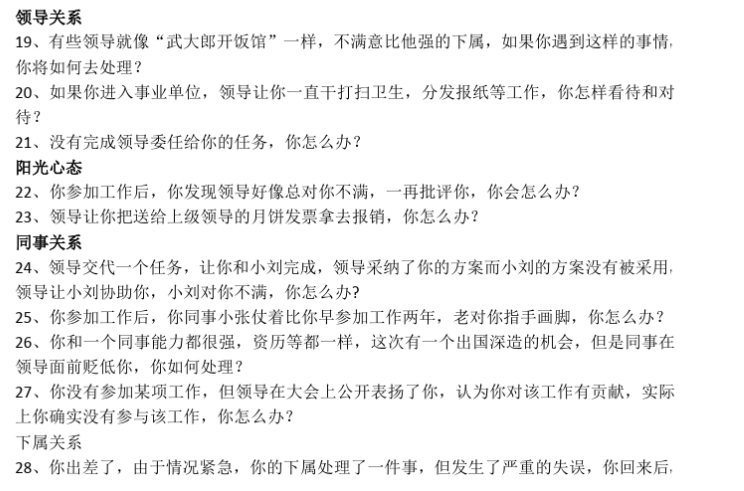 领导关系
19、有些领导就像“武大郎开饭馆”一样，不满意比他强的下属，如果你遇到这样的事情，
你将如何去处理？
20、如果你进入事业单位，领导让你一直干打扫卫生，分发报纸等工作，你怎样看待和对
待？
21、没有完成领导委任给你的任务，你怎么办？
阳光心态
22、你参加工作后，你发现领导好像总对你不满，一再批评你，你会怎么办？
23、领导让你把送给上级领导的月饼发票拿去报销，你怎么办？
同事关系
24、领导交代一个任务，让你和小刘完成，领导采纳了你的方案而小刘的方案没有被采用，
领导让小刘协助你，小刘对你不满，你怎么办?
25、你参加工作后，你同事小张仗着比你早参加工作两年，老对你指手画脚，你怎么办？
26、你和一个同事能力都很强，资历等都一样，这次有一个出国深造的机会，但是同事在
领导面前贬低你，你如何处理？
27、你没有参加某项工作，但领导在大会上公开表扬了你，认为你对该工作有贡献，实际
上你确实没有参与该工作，你怎么办？
下属关系
28、你出差了，由于情况紧急，你的下属处理了一件事，但发生了严重的失误，你回来后，